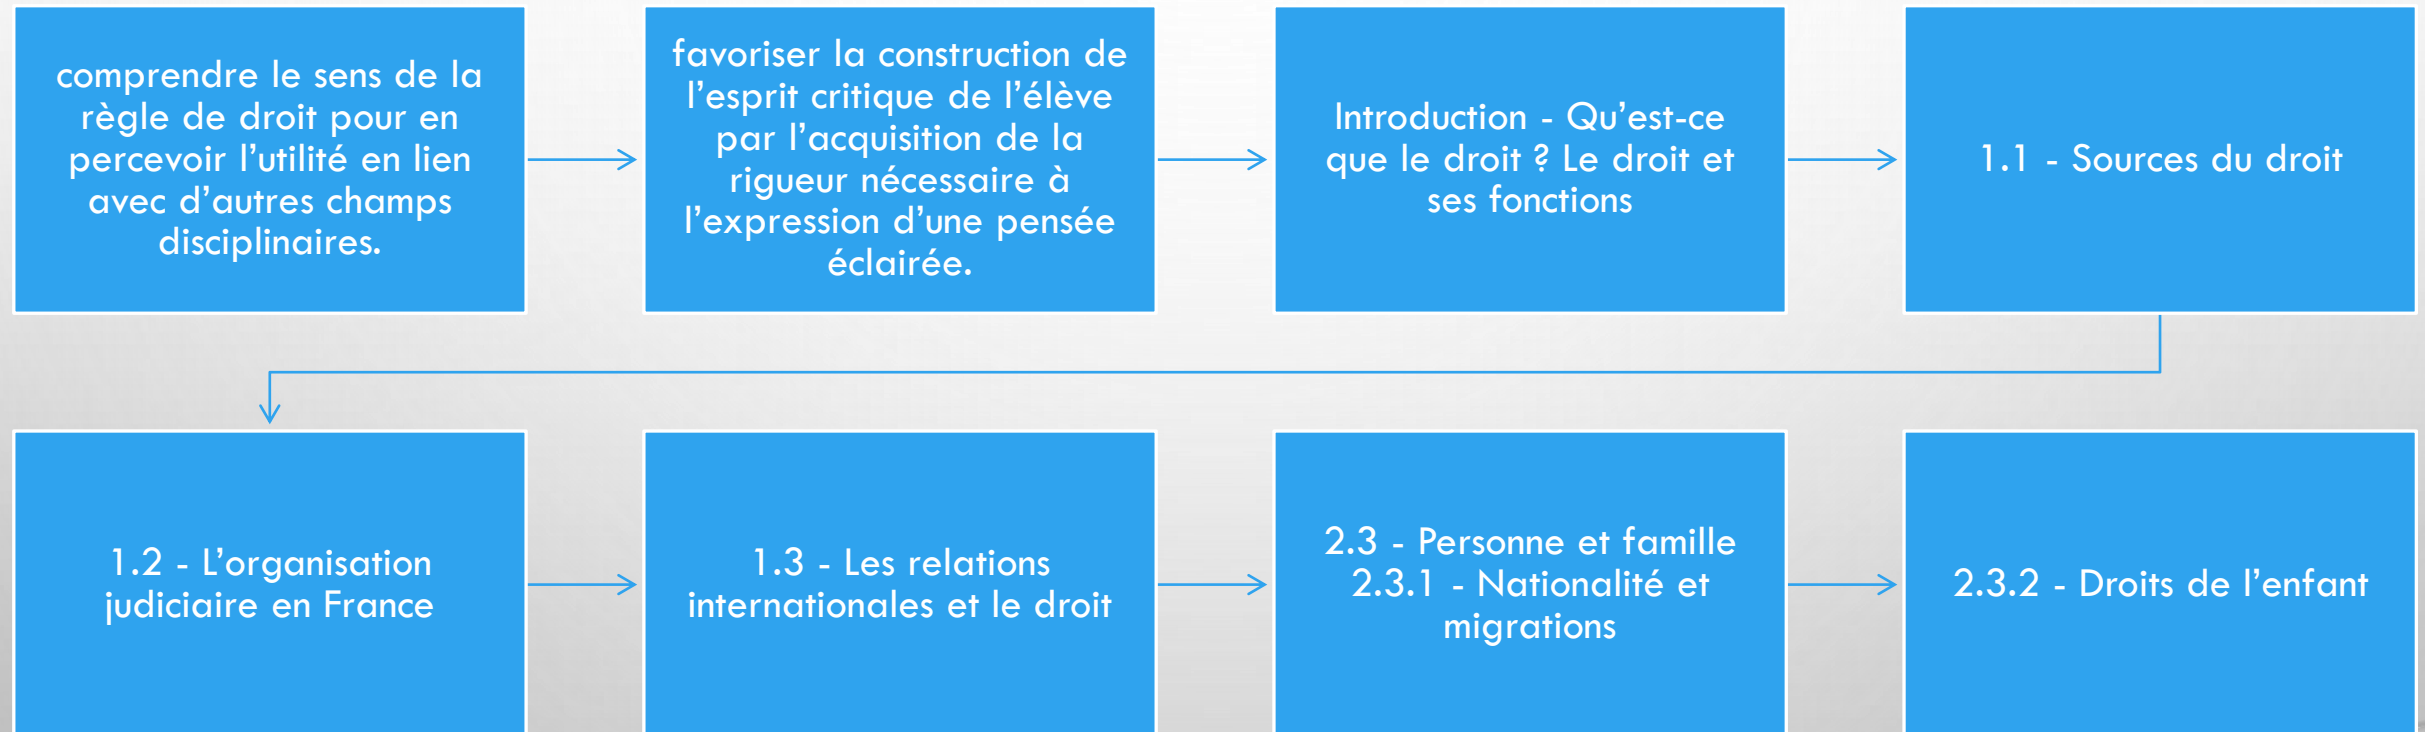 comprendre le sens de la
règle de droit pour en
percevoir l'utilité en lien
avec d'autres champs
disciplinaires.
favoriser la construction de
l'esprit critique de l'élève
par l'acquisition de la
rigueur nécessaire à
l'expression d'une pensée
éclairée.
Introduction - Qu'est-ce
que le droit ? Le droit et
ses fonctions
1.1 - Sources du droit
1.2 - L'organisation
judiciaire en France
1.3 - Les relations
internationales et le droit
2.3 - Personne et famille
2.3.1 - Nationalité et
migrations
2.3.2 - Droits de l'enfant